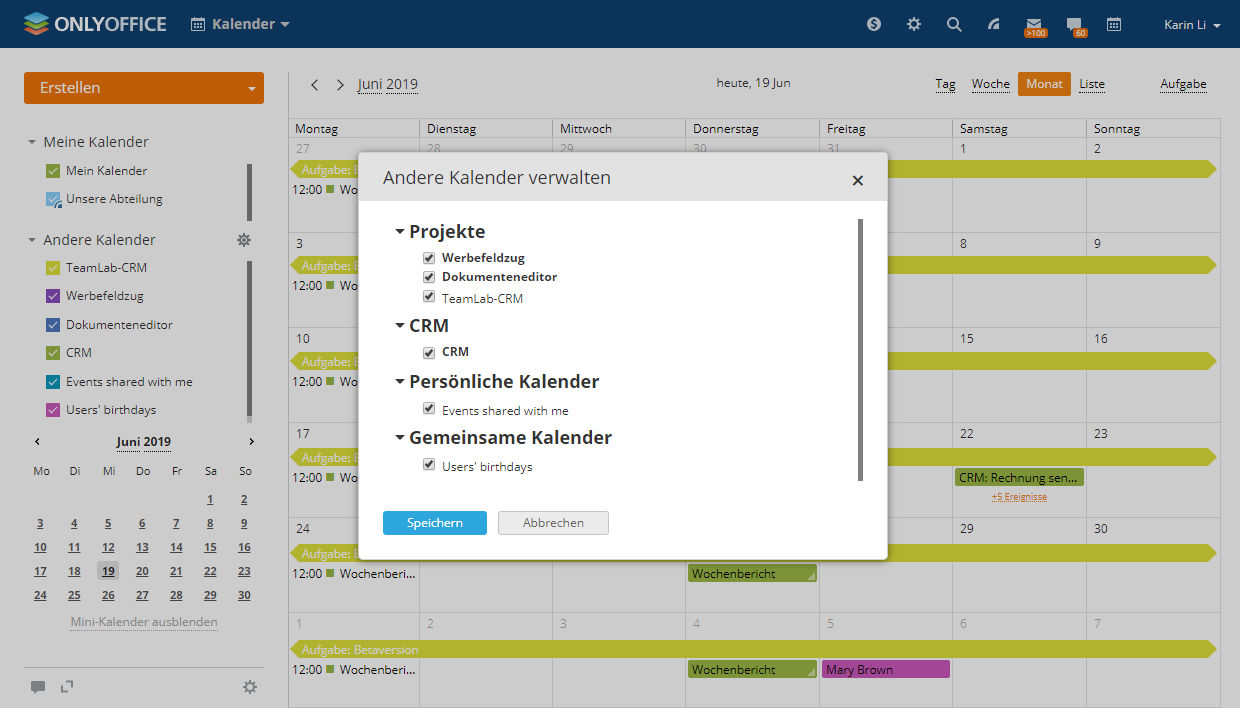 ONLYOFFICE Kalender >100 60 Karin Li
Erstellen
Juni 2019 heute, 19 Jun Tag Woche Monat Liste Aufgabe
Meine Kalender
Mein Kalender
Unsere Abteilung
Andere Kalender
TeamLab-CRM
Werbefeldzug
Dokumenteneditor
CRM
Events shared with me
Users' birthdays
Juni 2019
Mo Di Mi Do Fr Sa So
1 2
3 4 5 6 7 8 9
10 11 12 13 14 15 16
17 18 19 20 21 22 23
24 25 26 27 28 29 30
Mini-Kalender ausblenden
Montag Dienstag Mittwoch Donnerstag Freitag Samstag Sonntag
27 28 29 30 31 1 2
Aufgabe:
12:00 Wo
3 8 9
Aufgabe:
12:00 Wo
10 15 16
Aufgabe:
12:00 Wo
17 22 23
Aufgabe:
12:00 Wo
CRM: Rechnung sen...
+5 Ereignisse
24 29 30
Aufgabe:
12:00 Wochenberi... Wochenbericht
1 2 3 4 5 6 7
Aufgabe: Betaversion
12:00 Wochenberi... Wochenbericht Mary Brown
Andere Kalender verwalten
Projekte
Werbefeldzug
Dokumenteneditor
TeamLab-CRM
CRM
CRM
Persönliche Kalender
Events shared with me
Gemeinsame Kalender
Users' birthdays
Speichern Abbrechen